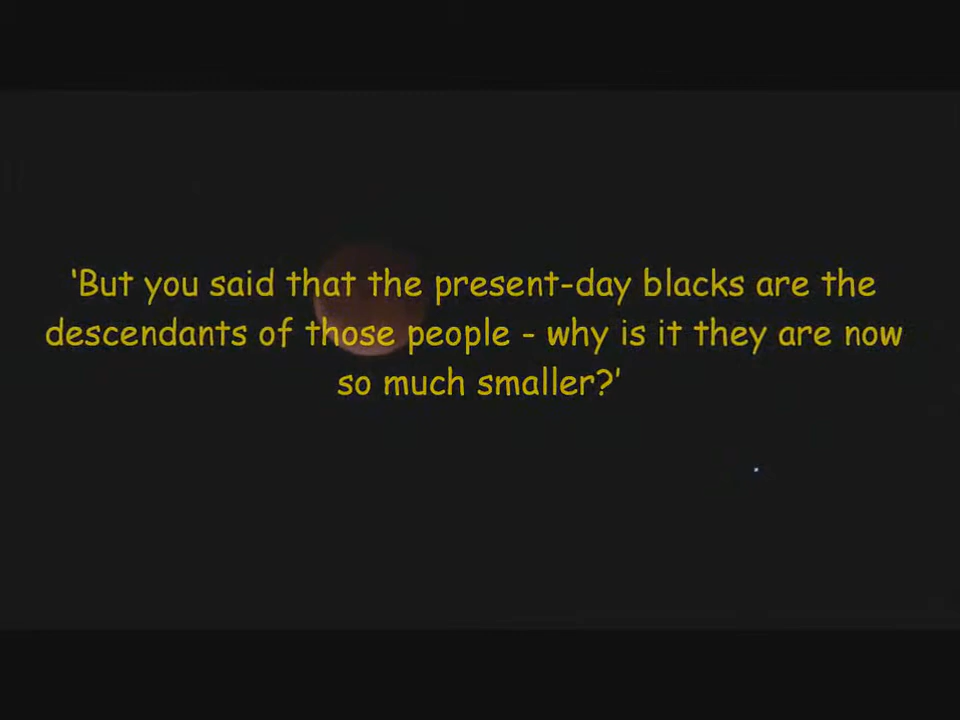 ‘But you said that the present-day blacks are the
descendants of those people - why is it they are now
so much smaller?’